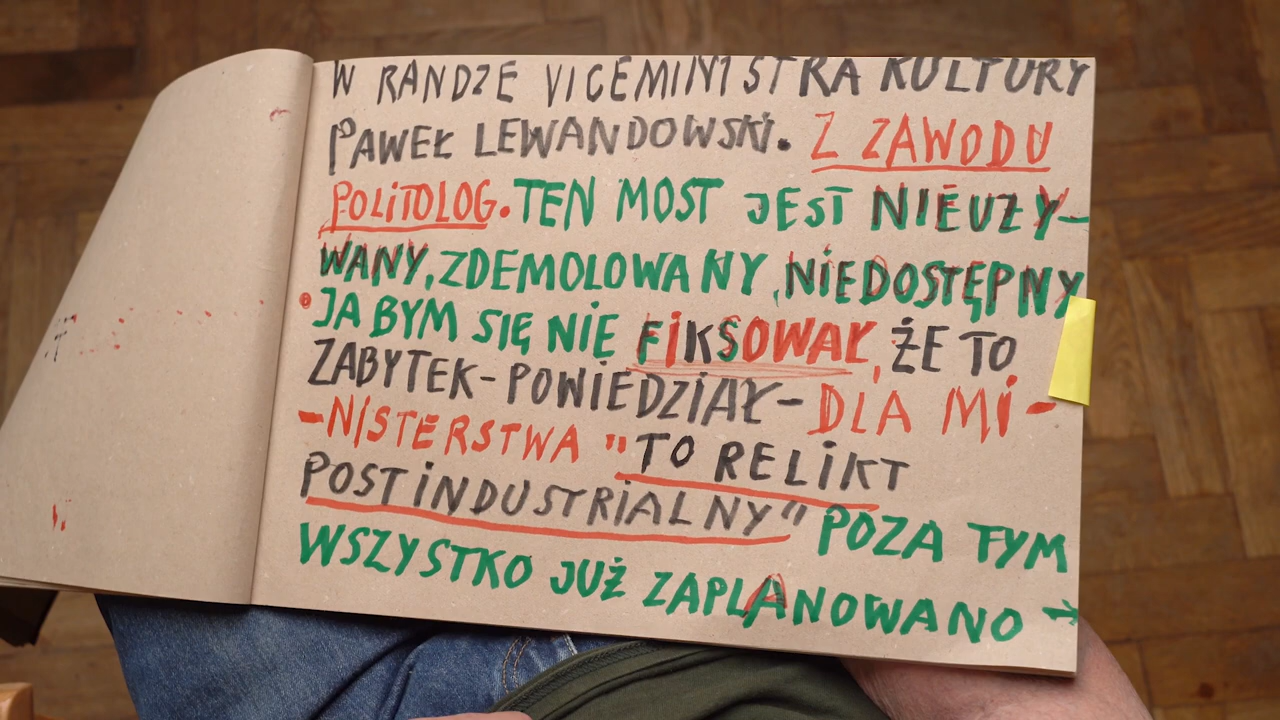 W RANDZE VICEMINISTRA KULTURY
PAWEŁ LEWANDOWSKI. Z ZAWODU
POLITOLOG. TEN MOST JEST NIEUŻY-
WANY, ZDEMOLOWANY, NIEDOSTĘPNY
JA BYM SIĘ NIE FIKSOWAŁ, ŻE TO
ZABYTEK - POWIEDZIAŁ - DLA MI-
-NISTERSTWA "TO RELIKT
POSTINDUSTRIALNY" POZA TYM
WSZYSTKO JUŻ ZAPLANOWANO →